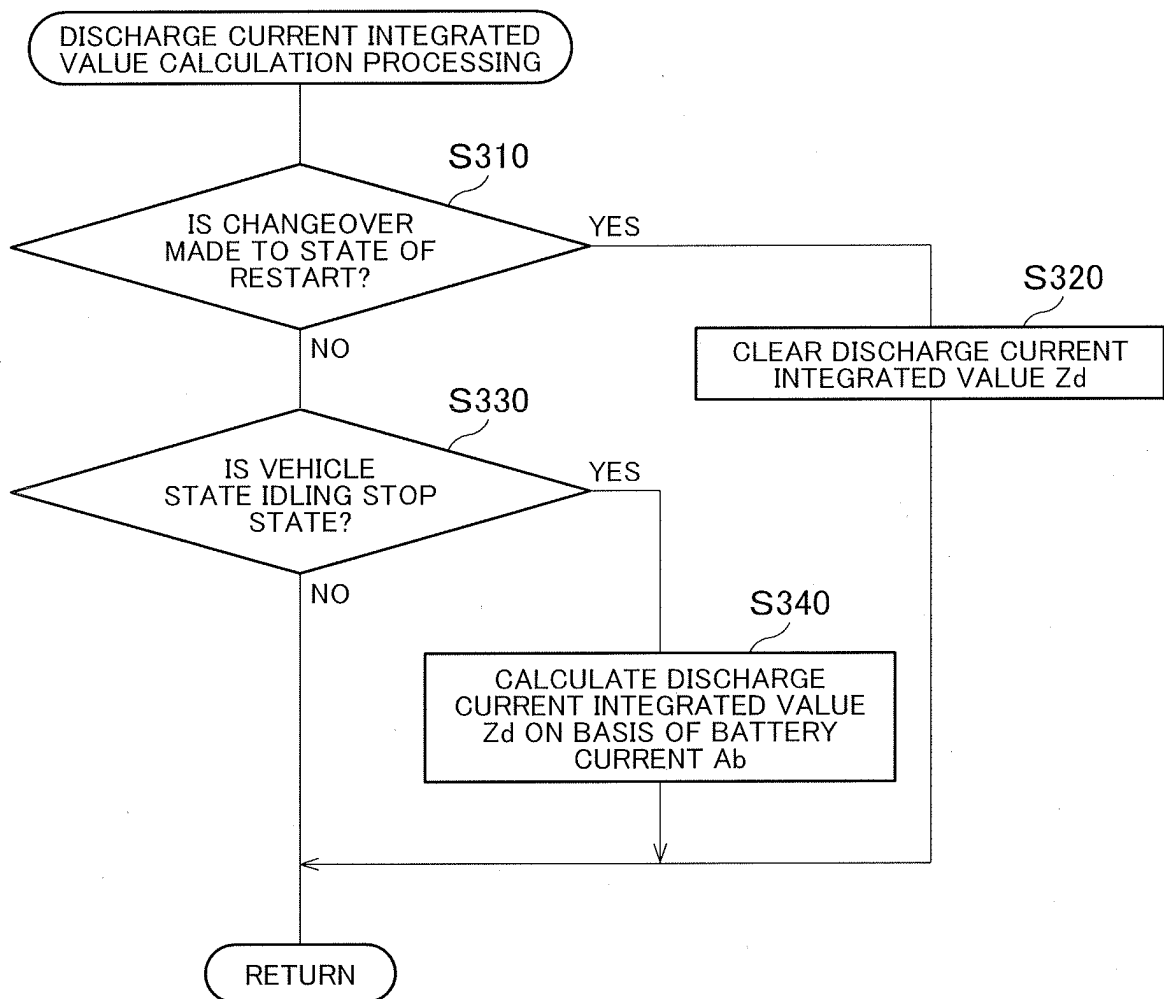 DISCHARGE CURRENT INTEGRATED
VALUE CALCULATION PROCESSING
S310
IS CHANGEOVER
MADE TO STATE OF
RESTART?
YES
NO
S320
CLEAR DISCHARGE CURRENT
INTEGRATED VALUE Zd
S330
IS VEHICLE
STATE IDLING STOP
STATE?
YES
NO
S340
CALCULATE DISCHARGE
CURRENT INTEGRATED VALUE
Zd ON BASIS OF BATTERY
CURRENT Ab
RETURN